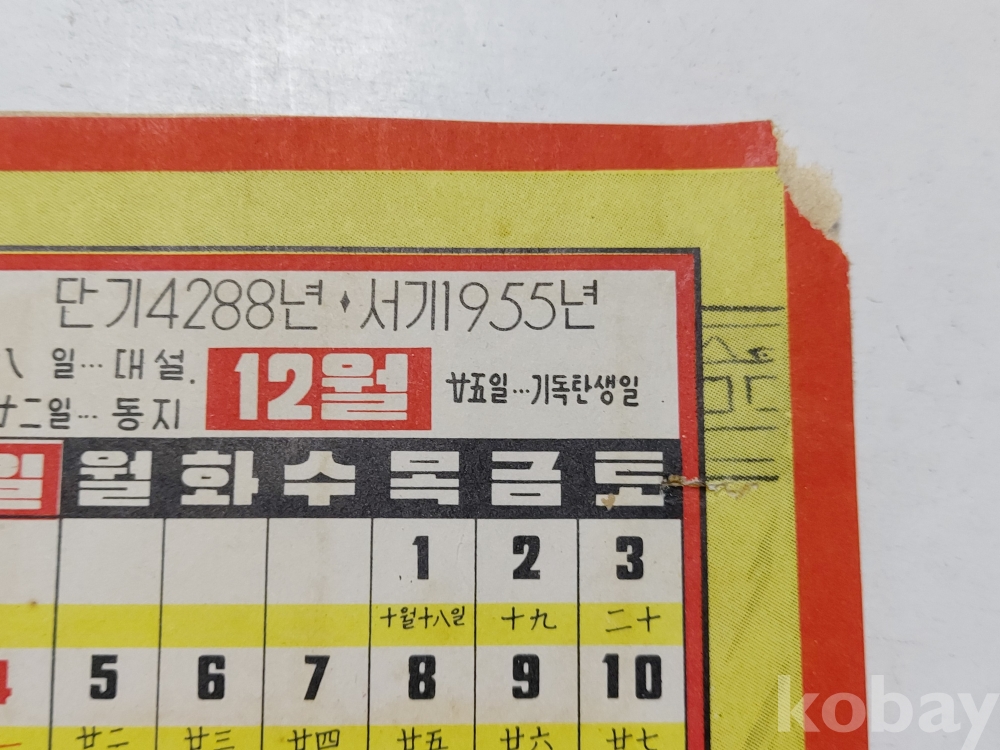 단기4288년 ♦ 서기1955년
八 일… 대설.
廿二일… 동지
12월
廿五일…기독탄생일
일 월 화 수 목 금 토
1 2 3
十월十八일 十九 二十
4 5 6 7 8 9 10
廿二 廿三 廿四 廿五 廿六 廿七
kobay